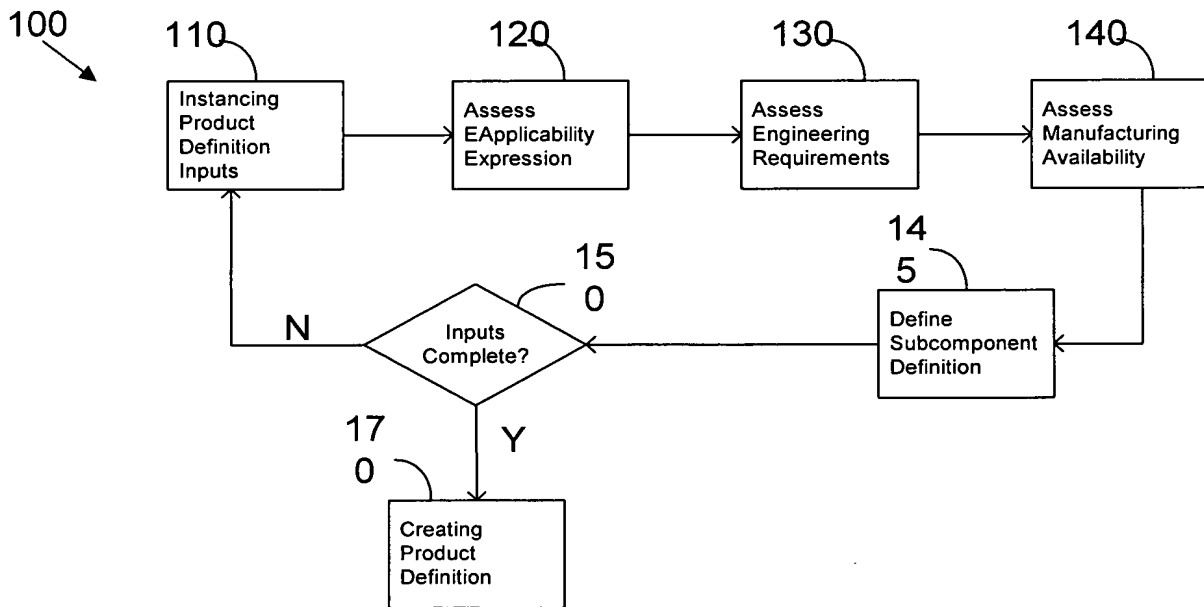 100
110
120
130
140
Instancing
Product
Definition
Inputs
Assess
EApplicability
Expression
Assess
Engineering
Requirements
Assess
Manufacturing
Availability
14
5
15
0
Define
Subcomponent
Definition
Inputs
Complete?
N
Y
17
0
Creating
Product
Definition